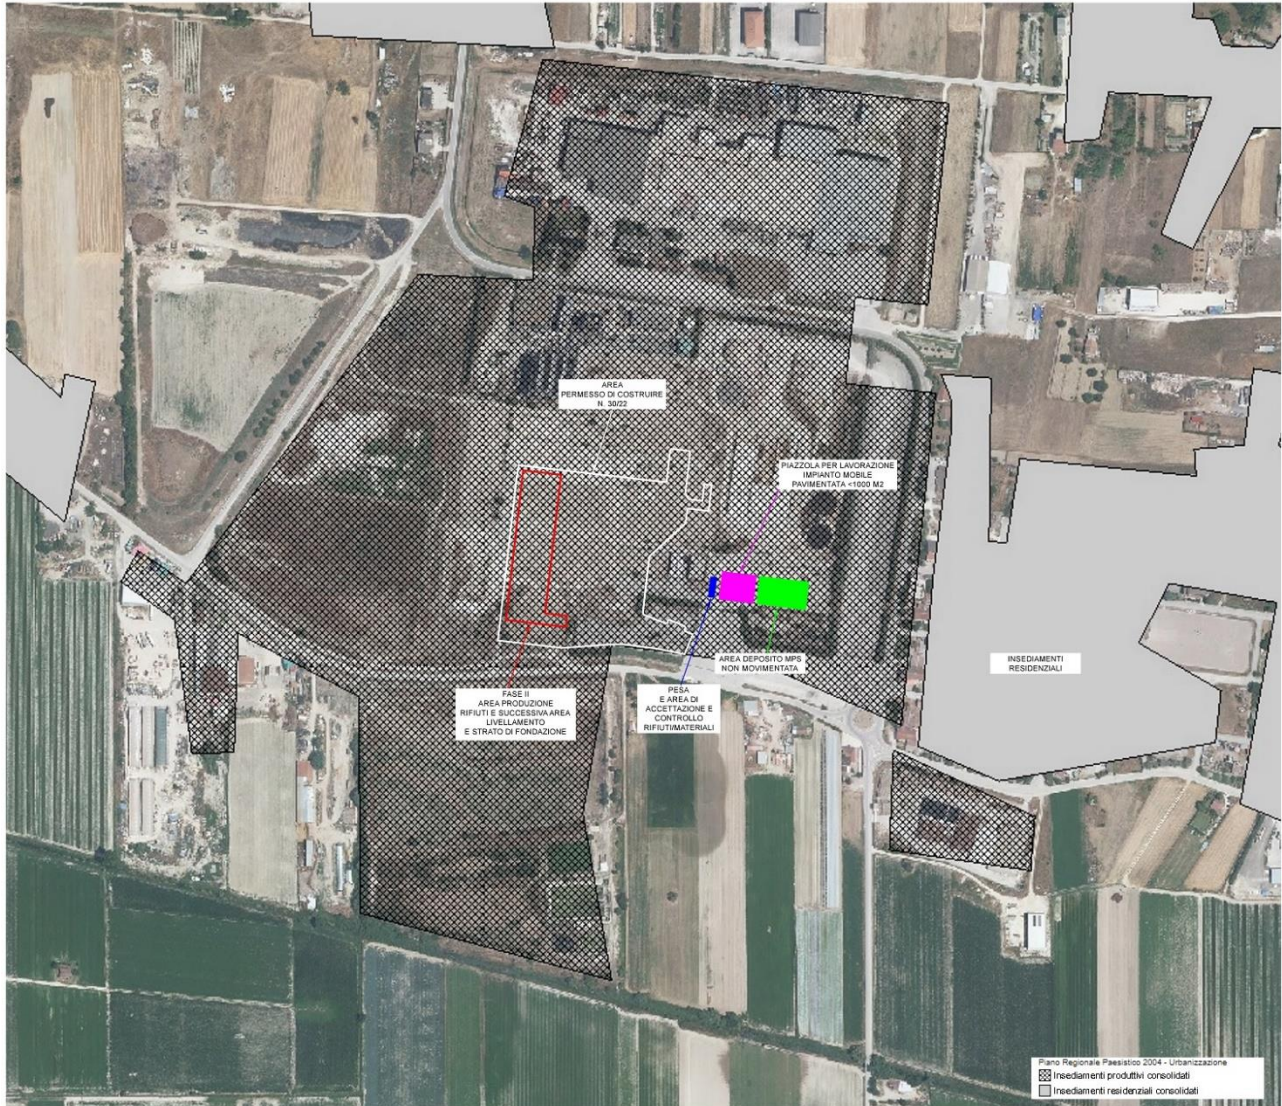 AREA
PERMESSO DI COSTRUIRE
N. 30/22
PIAZZOLA PER LAVORAZIONE
IMPIANTO MOBILE
PAVIMENTATA <1000 M2
AREA DEPOSITO MPS
NON MOVIMENTATA
INSEDIAMENTI
RESIDENZIALI
FASE II
AREA PRODUZIONE
RIFIUTI E SUCCESSIVA AREA
LIVELLAMENTO
E STRATO DI FONDAZIONE
PESA
E AREA DI
ACCETTAZIONE E
CONTROLLO
RIFIUTI/MATERIALI
Piano Regionale Paesistico 2004 - Urbanizzazione
Insediamenti produttivi consolidati
Insediamenti residenziali consolidati